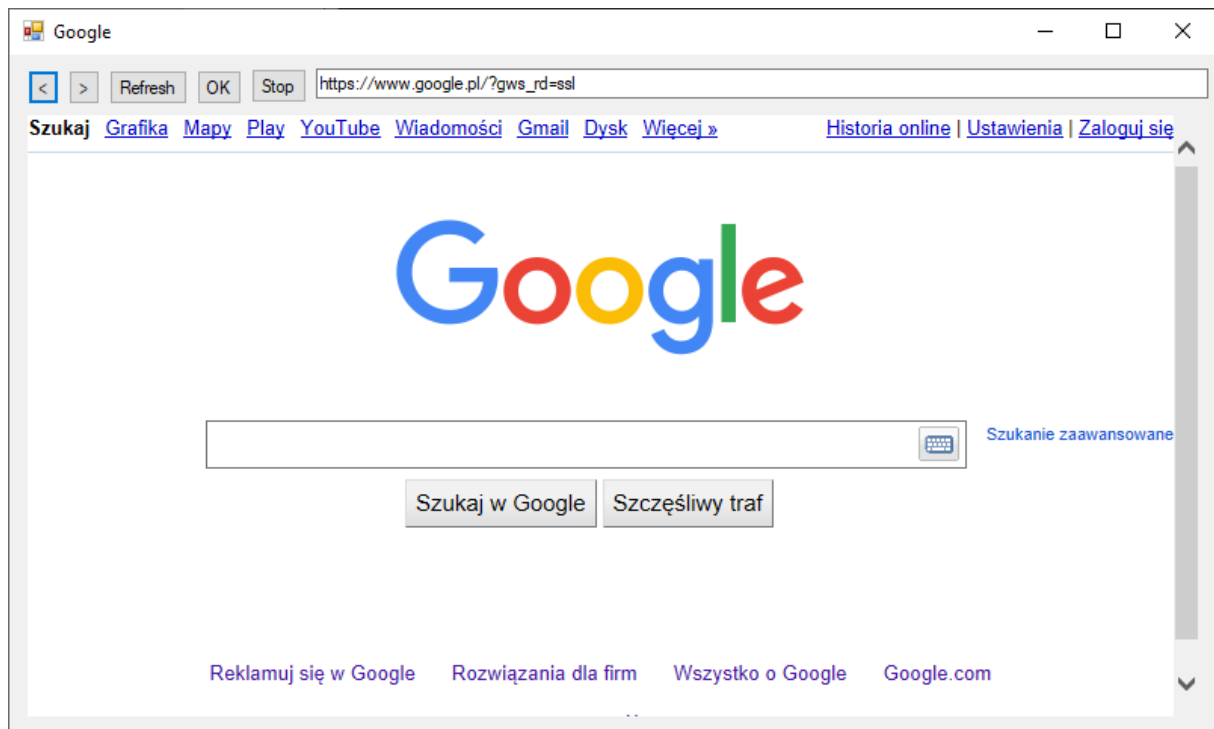 Google
< > Refresh OK Stop https://www.google.pl/?gws_rd=ssl
Szukaj Grafika Mapy Play YouTube Wiadomości Gmail Dysk Więcej » Historia online | Ustawienia | Zaloguj się
Google
Szukanie zaawansowane
Szukaj w Google Szczęśliwy traf
Reklamuj się w Google Rozwiązania dla firm Wszystko o Google Google.com